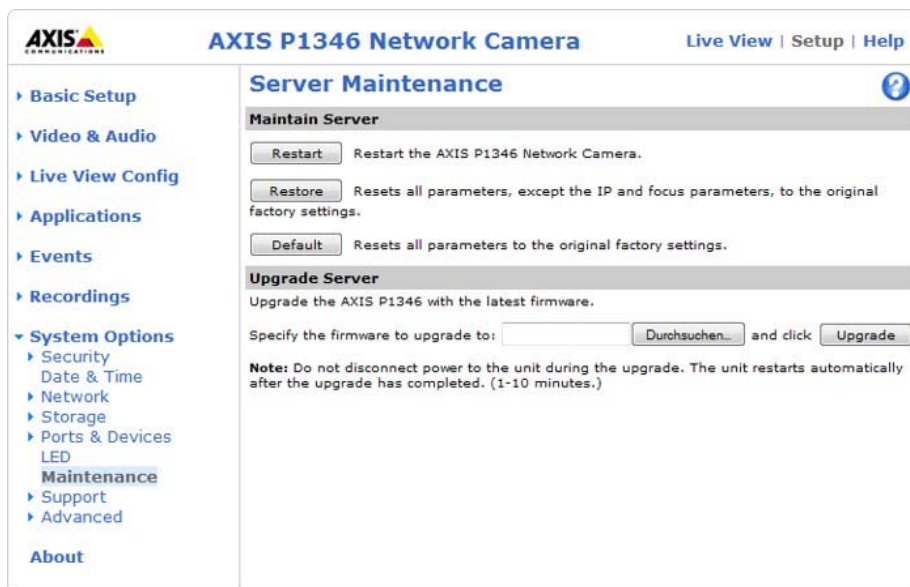 AXIS
COMMUNICATIONS
AXIS P1346 Network Camera
Live View | Setup | Help
Basic Setup
Video & Audio
Live View Config
Applications
Events
Recordings
System Options
Security
Date & Time
Network
Storage
Ports & Devices
LED
Maintenance
Support
Advanced
About
Server Maintenance
?
Maintain Server
Restart Restart the AXIS P1346 Network Camera.
Restore Resets all parameters, except the IP and focus parameters, to the original
factory settings.
Default Resets all parameters to the original factory settings.
Upgrade Server
Upgrade the AXIS P1346 with the latest firmware.
Specify the firmware to upgrade to: Durchsuchen... and click Upgrade
Note: Do not disconnect power to the unit during the upgrade. The unit restarts automatically
after the upgrade has completed. (1-10 minutes.)